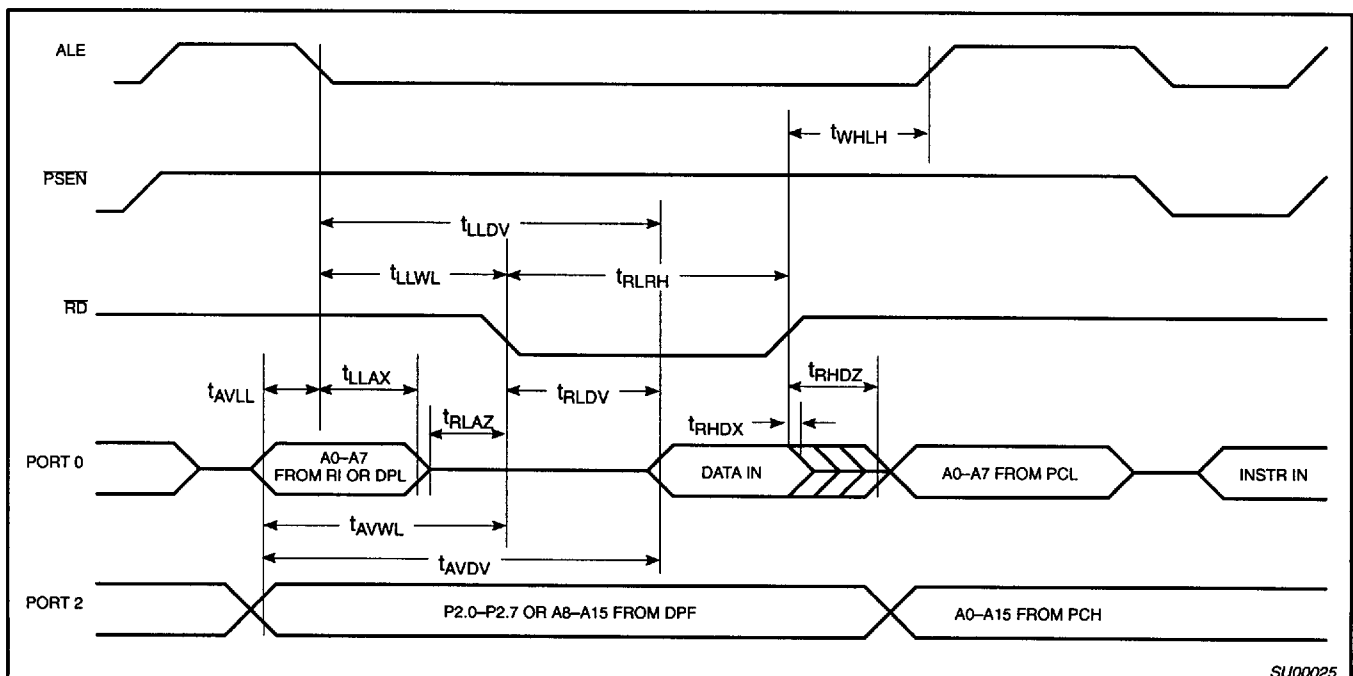 ALE
tWHLH
PSEN
tLLDV
tLLWL
tRLRH
RD
tAVLL
tLLAX
tRLDV
tRHDZ
tRLAZ
tRHDX
PORT 0
A0–A7
FROM RI OR DPL
DATA IN
A0–A7 FROM PCL
INSTR IN
tAVWL
tAVDV
PORT 2
P2.0–P2.7 OR A8–A15 FROM DPF
A0–A15 FROM PCH
SU00025